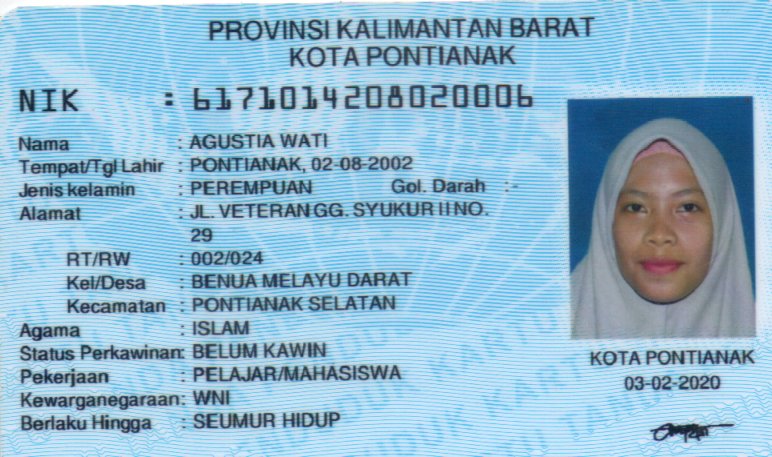 PROVINSI KALIMANTAN BARAT
KOTA PONTIANAK
NIK : 6171014208020006
Nama : AGUSTIA WATI
Tempat/Tgl Lahir : PONTIANAK, 02-08-2002
Jenis kelamin : PEREMPUAN Gol. Darah :-
Alamat : JL. VETERAN GG. SYUKUR II NO.
29
RT/RW : 002/024
Kel/Desa : BENUA MELAYU DARAT
Kecamatan : PONTIANAK SELATAN
Agama : ISLAM
Status Perkawinan: BELUM KAWIN
Pekerjaan : PELAJAR/MAHASISWA
Kewarganegaraan: WNI
Berlaku Hingga : SEUMUR HIDUP
KOTA PONTIANAK
03-02-2020